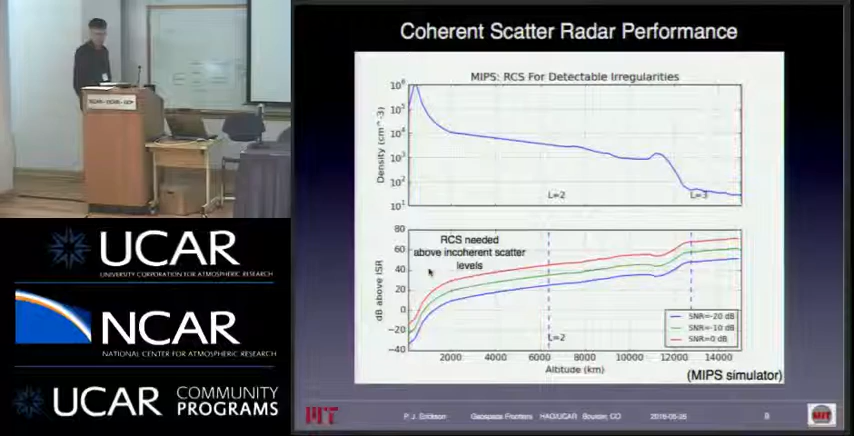 Coherent Scatter Radar Performance
MIPS: RCS For Detectable Irregularities
Density (cm^-3)
10^6
10^5
10^4
10^3
10^2
10^1
L=2
L=3
RCS needed
above incoherent scatter
levels
dB above ISR
80
60
40
20
0
−20
−40
L=2
SNR=-20 dB
SNR=-10 dB
SNR=0 dB
2000 4000 6000 8000 10000 12000 14000
Altitude (km)
(MIPS simulator)
MIT
P. J. Erickson
Geospace Frontiers HAO/UCAR Boulder, CO
MIT
UCAR
UNIVERSITY CORPORATION FOR ATMOSPHERIC RESEARCH
NCAR
NATIONAL CENTER FOR ATMOSPHERIC RESEARCH
UCAR COMMUNITY
PROGRAMS